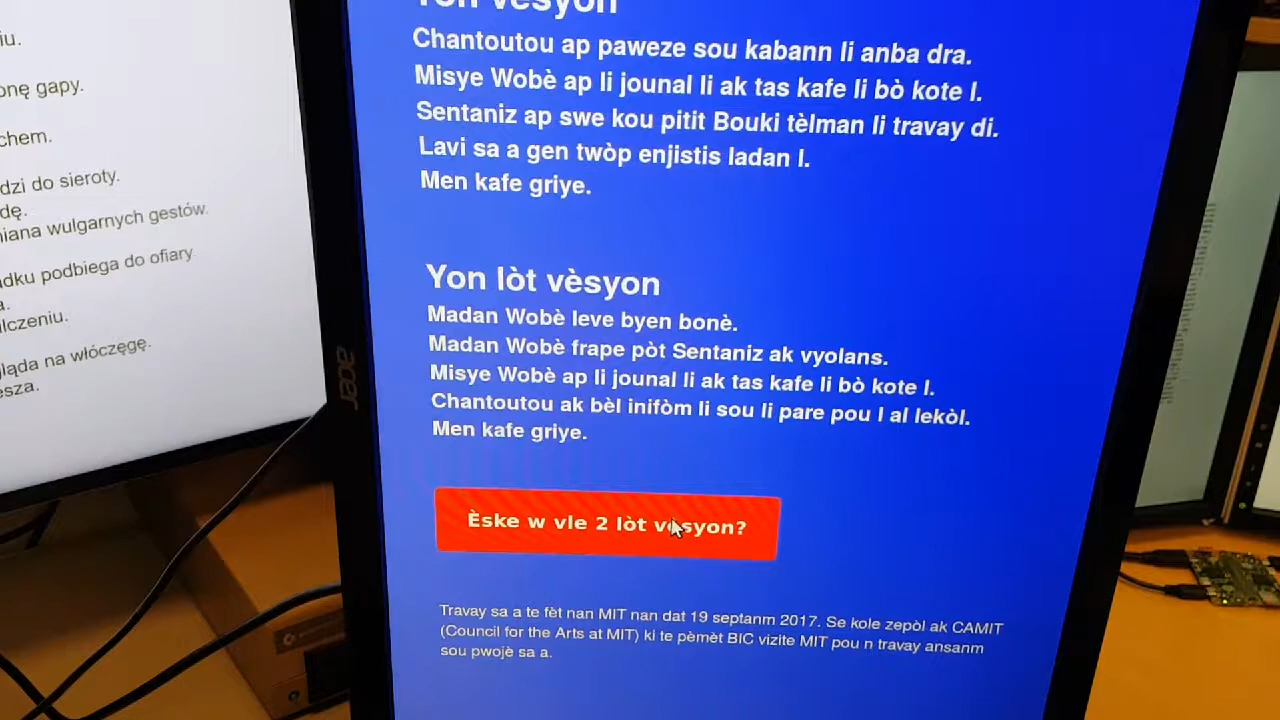 iu.
onę gapy.
chem.
dzi do sieroty.
dę.
niana wulgarnych gestów.
adku podbiega do ofiary
a.
ilczeniu.
ląda na włóczęgę.
esza.
acer
Yon vèsyon
Chantoutou ap paweze sou kabann li anba dra.
Misye Wobè ap li jounal li ak tas kafe li bò kote l.
Sentaniz ap swe kou pitit Bouki tèlman li travay di.
Lavi sa a gen twòp enjistis ladan l.
Men kafe griye.
Yon lòt vèsyon
Madan Wobè leve byen bonè.
Madan Wobè frape pòt Sentaniz ak vyolans.
Misye Wobè ap li jounal li ak tas kafe li bò kote l.
Chantoutou ak bèl inifòm li sou li pare pou l al lekòl.
Men kafe griye.
Èske w vle 2 lòt vèsyon?
Travay sa a te fèt nan MIT nan dat 19 septanm 2017. Se kole zepòl ak CAMIT
(Council for the Arts at MIT) ki te pèmèt BIC vizite MIT pou n travay ansanm
sou pwojè sa a.